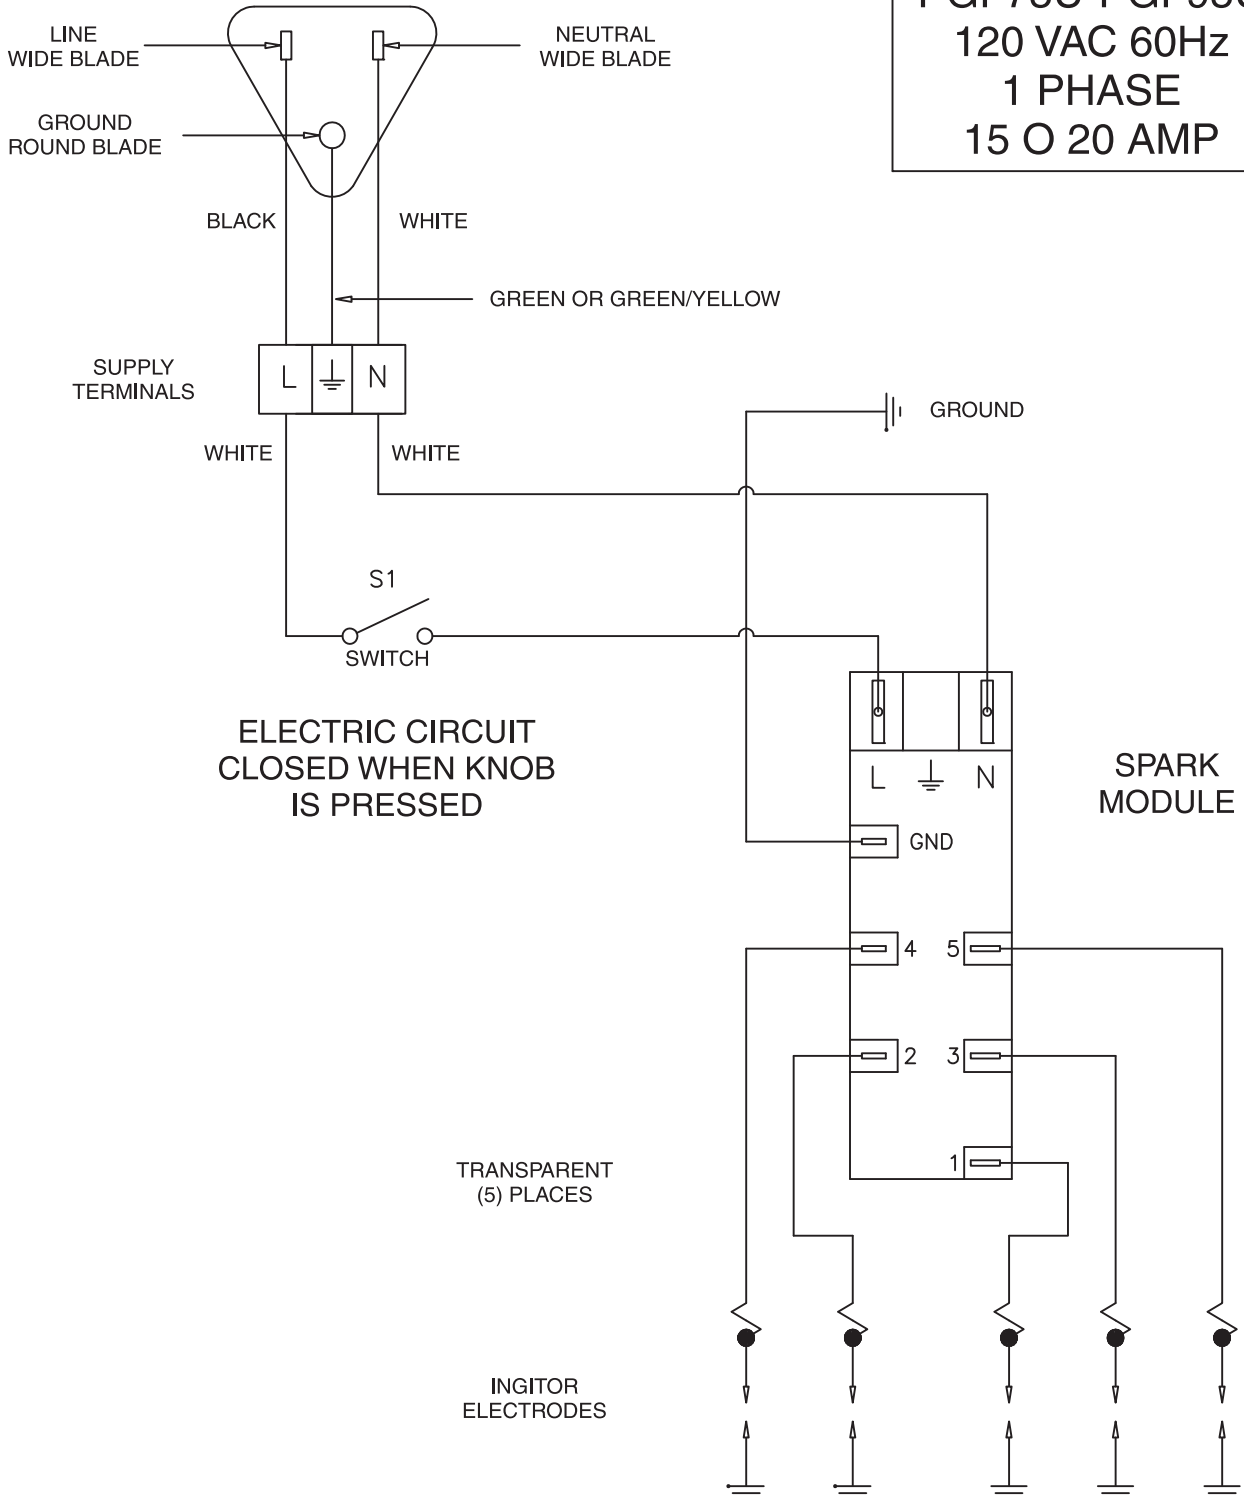 120 VAC 60Hz
1 PHASE
15 O 20 AMP
LINE
WIDE BLADE
NEUTRAL
WIDE BLADE
GROUND
ROUND BLADE
BLACK
WHITE
GREEN OR GREEN/YELLOW
SUPPLY
TERMINALS
L
N
GROUND
WHITE
WHITE
S1
SWITCH
ELECTRIC CIRCUIT
CLOSED WHEN KNOB
IS PRESSED
L
N
SPARK
MODULE
GND
4
5
2
3
1
TRANSPARENT
(5) PLACES
INGITOR
ELECTRODES